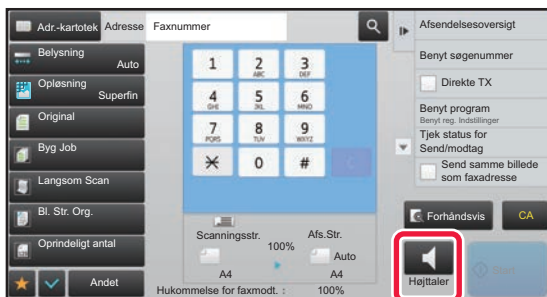 Adr.-kartotek
Adresse
Faxnummer
Belysning
Auto
Opløsning
Superfin
Original
Byg Job
Langsom Scan
Bl. Str. Org.
Oprindeligt antal
Andet
1
2
ABC
3
DEF
4
GHI
5
JKL
6
MNO
7
PQRS
8
TUV
9
WXYZ
0
#
Scanningsstr.
100%
Afs.Str.
Auto
A4
A4
Hukommelse for faxmodt. : 100%
Afsendelsesoversigt
Benyt søgenummer
Direkte TX
Benyt program
Benyt reg. Indstillinger
Tjek status for
Send/modtag
Send samme billede
som faxadresse
Forhåndsvis
CA
Højttaler
Start